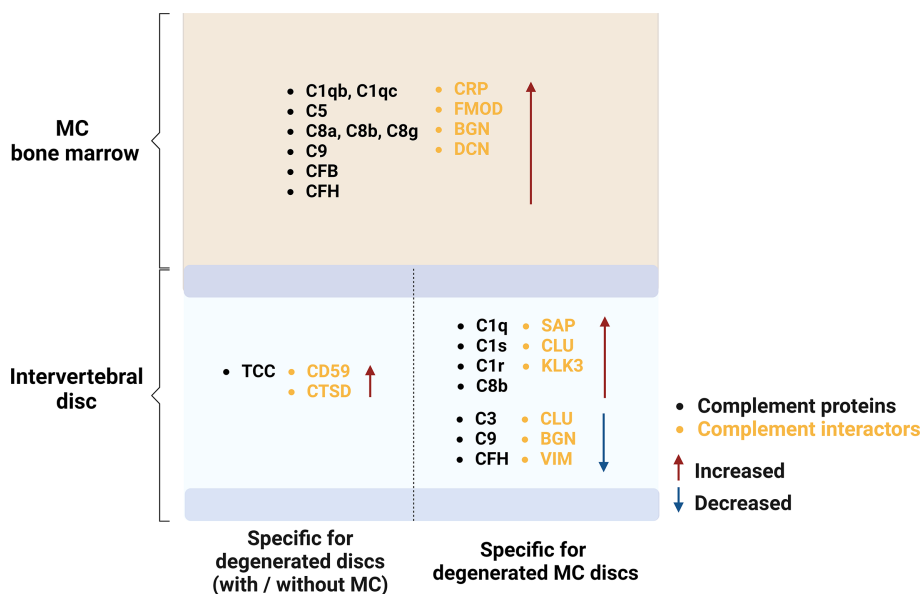 MC
bone marrow
• C1qb, C1qc
• C5
• C8a, C8b, C8g
• C9
• CFB
• CFH
• CRP
• FMOD
• BGN
• DCN
Intervertebral
disc
• TCC
• CD59
• CTSD
• C1q
• C1s
• C1r
• C8b
• SAP
• CLU
• KLK3
• C3
• C9
• CFH
• CLU
• BGN
• VIM
• Complement proteins
• Complement interactors
Increased
Decreased
Specific for
degenerated discs
(with / without MC)
Specific for
degenerated MC discs